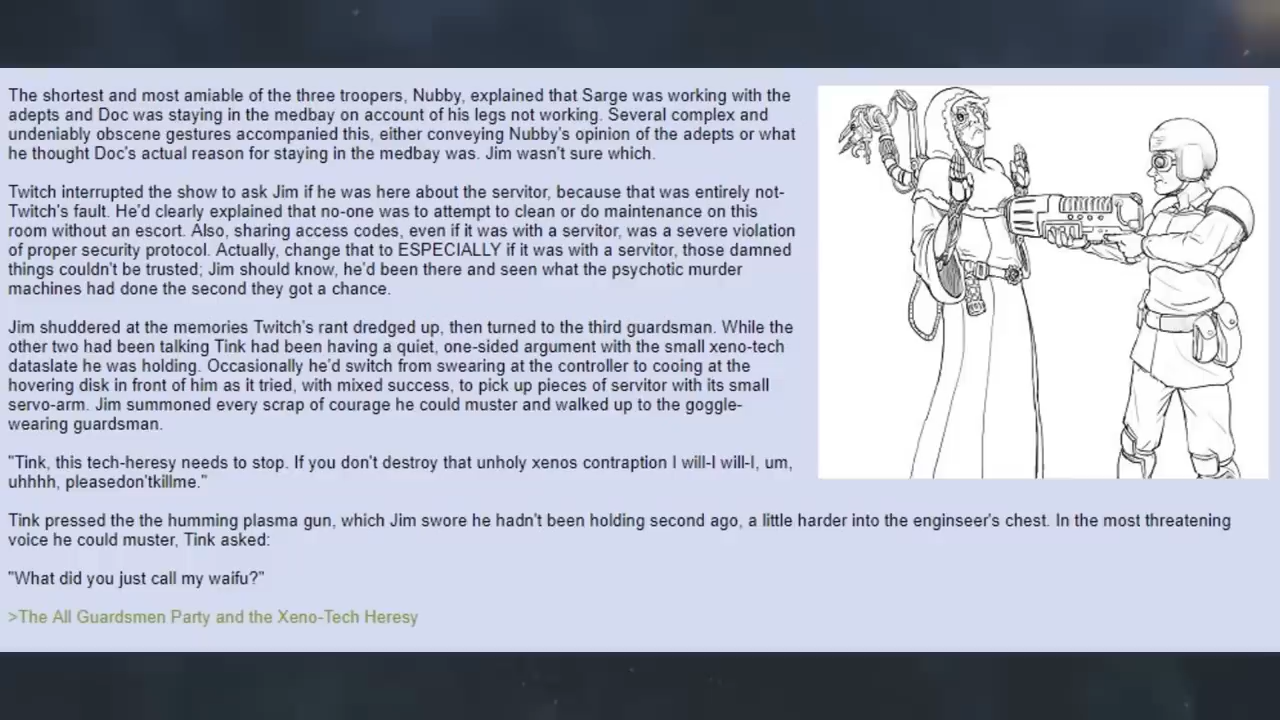 The shortest and most amiable of the three troopers, Nubby, explained that Sarge was working with the
adepts and Doc was staying in the medbay on account of his legs not working. Several complex and
undeniably obscene gestures accompanied this, either conveying Nubby's opinion of the adepts or what
he thought Doc's actual reason for staying in the medbay was. Jim wasn't sure which.
Twitch interrupted the show to ask Jim if he was here about the servitor, because that was entirely not-
Twitch's fault. He'd clearly explained that no-one was to attempt to clean or do maintenance on this
room without an escort. Also, sharing access codes, even if it was with a servitor, was a severe violation
of proper security protocol. Actually, change that to ESPECIALLY if it was with a servitor, those damned
things couldn't be trusted; Jim should know, he'd been there and seen what the psychotic murder
machines had done the second they got a chance.
Jim shuddered at the memories Twitch's rant dredged up, then turned to the third guardsman. While the
other two had been talking Tink had been having a quiet, one-sided argument with the small xeno-tech
dataslate he was holding. Occasionally he'd switch from swearing at the controller to cooing at the
hovering disk in front of him as it tried, with mixed success, to pick up pieces of servitor with its small
servo-arm. Jim summoned every scrap of courage he could muster and walked up to the goggle-
wearing guardsman.
"Tink, this tech-heresy needs to stop. If you don't destroy that unholy xenos contraption I will-I will-I, um,
uhhhh, pleasedon'tkillme."
Tink pressed the the humming plasma gun, which Jim swore he hadn't been holding second ago, a little harder into the enginseer's chest. In the most threatening
voice he could muster, Tink asked:
"What did you just call my waifu?"
>The All Guardsmen Party and the Xeno-Tech Heresy